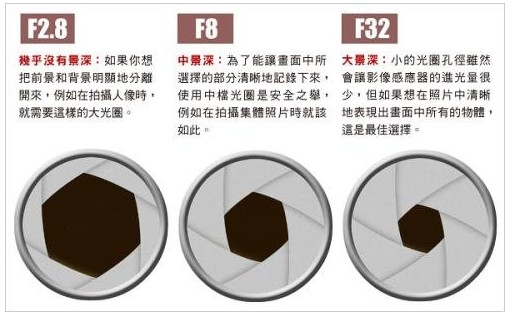 F2.8
幾乎沒有景深：如果你想
把前景和背景明顯地分離
開來，例如在拍攝人像時，
就需要這樣的大光圈。
F8
中景深：為了能讓畫面中所
選擇的部分清晰地記錄下來，
使用中檔光圈是安全之舉，
例如在拍攝集體照片時就該
如此。
F32
大景深：小的光圈孔徑雖然
會讓影像感應器的進光量很
少，但如果想在照片中清晰
地表現出畫面中所有的物體，
這是最佳選擇。